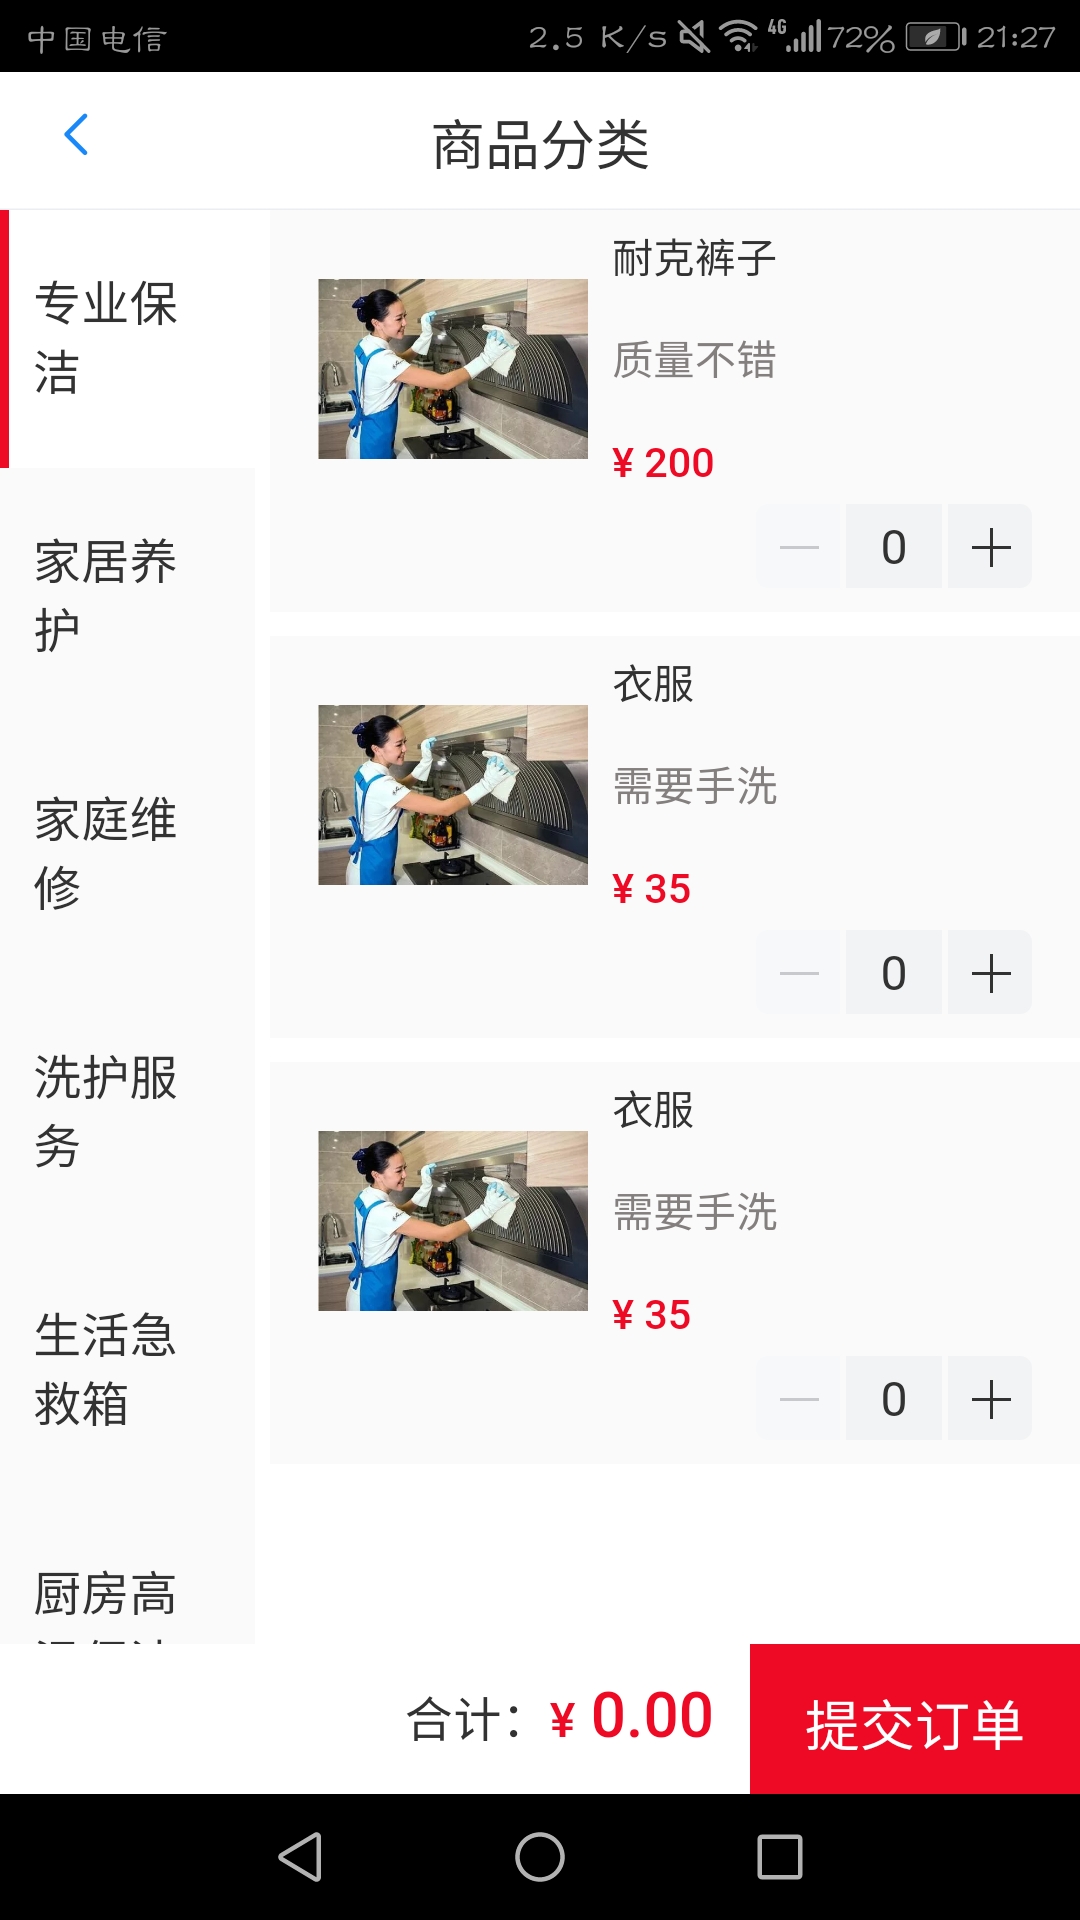 中国电信 2.5 K/s 4G 72% 21:27
商品分类
专业保
洁
家居养
护
家庭维
修
洗护服
务
生活急
救箱
厨房高
耐克裤子
质量不错
¥ 200
0
衣服
需要手洗
¥ 35
0
衣服
需要手洗
¥ 35
0
合计：¥ 0.00
提交订单